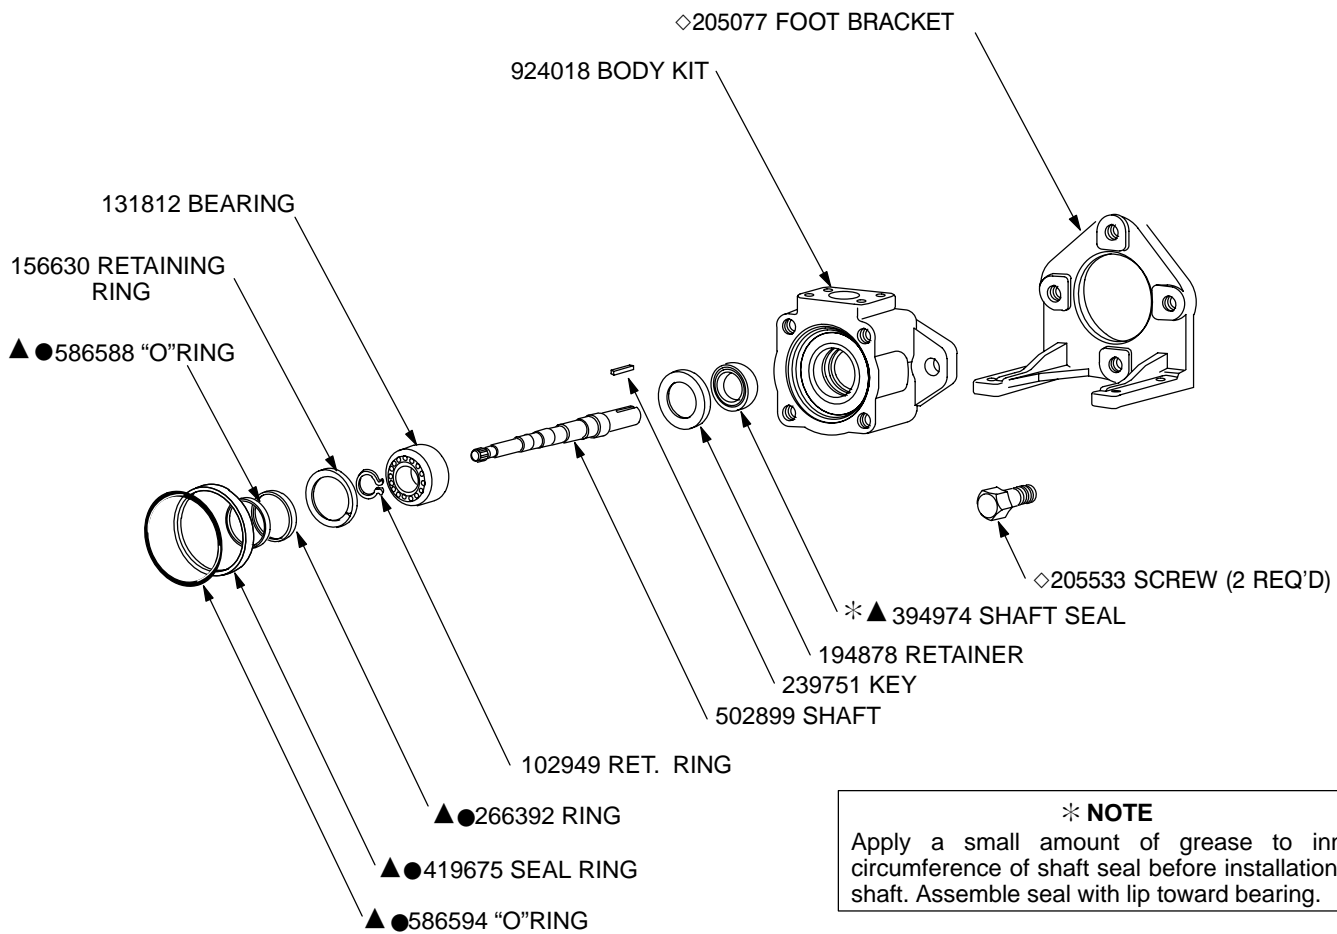 ◇205077 FOOT BRACKET
924018 BODY KIT
131812 BEARING
156630 RETAINING
RING
▲●586588 “O”RING
◇205533 SCREW (2 REQ’D)
✳▲394974 SHAFT SEAL
194878 RETAINER
239751 KEY
502899 SHAFT
102949 RET. RING
▲●266392 RING
▲●419675 SEAL RING
▲●586594 “O”RING
✳ NOTE
Apply a small amount of grease to
circumference of shaft seal before installation
shaft. Assemble seal with lip toward bearing.